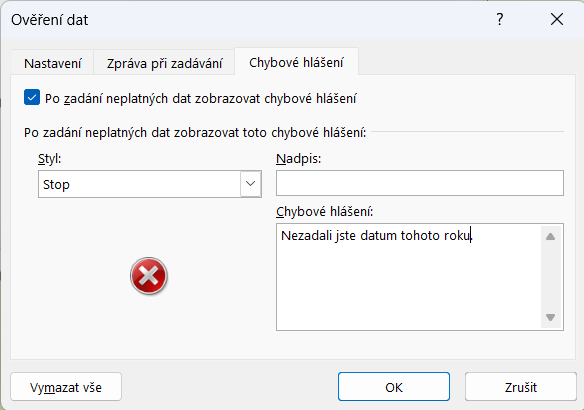 Ověření dat
?
Nastavení Zpráva při zadávání Chybové hlášení
Po zadání neplatných dat zobrazovat chybové hlášení
Po zadání neplatných dat zobrazovat toto chybové hlášení:
Styl: Nadpis:
Stop
Chybové hlášení:
Nezadali jste datum tohoto roku.
Vymazat vše OK Zrušit